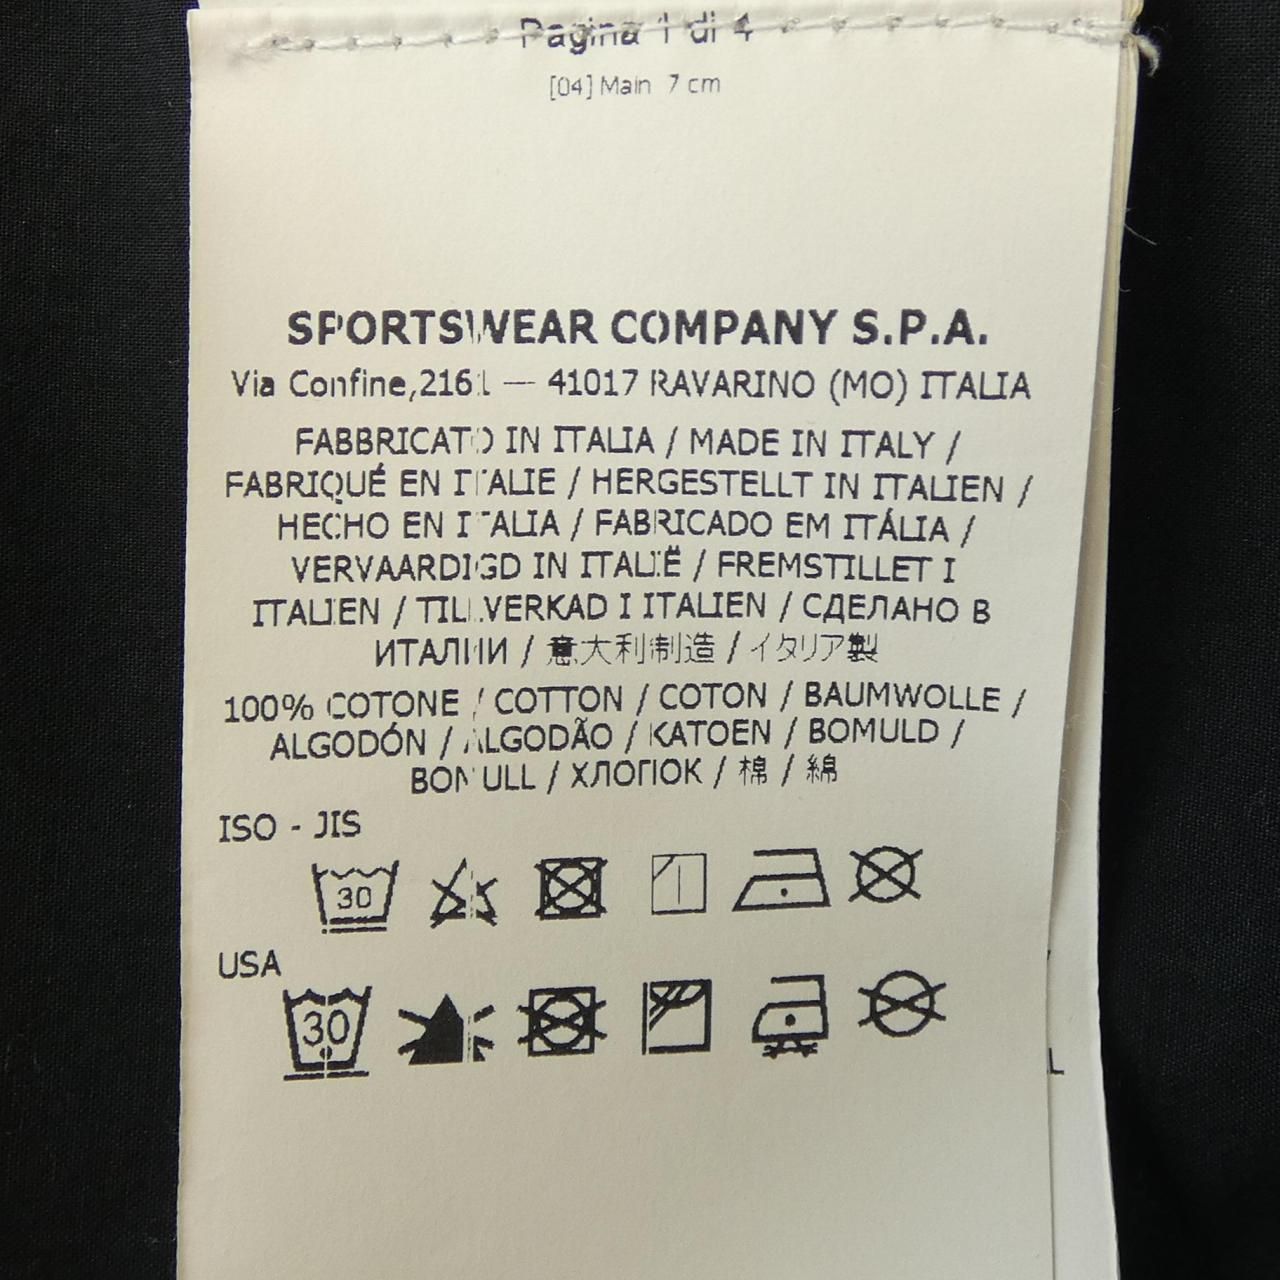 Pagina 1 di 4
[04] Main 7 cm
SPORTSWEAR COMPANY S.P.A.
Via Confine,2161 — 41017 RAVARINO (MO) ITALIA
FABBRICATO IN ITALIA / MADE IN ITALY /
FABRIQUÉ EN ITALIE / HERGESTELLT IN ITALIEN /
HECHO EN ITALIA / FABRICADO EM ITÁLIA /
VERVAARDIGD IN ITALIË / FREMSTILLET I
ITALIEN / TILLVERKAD I ITALIEN / СДЕЛАНО В
ИТАЛИИ / 意大利制造 / イタリア製
100% COTONE / COTTON / COTON / BAUMWOLLE /
ALGODÓN / ALGODÃO / KATOEN / BOMULD /
BOMULL / ХЛОПОК / 棉 / 綿
ISO - JIS
30
USA
30
L